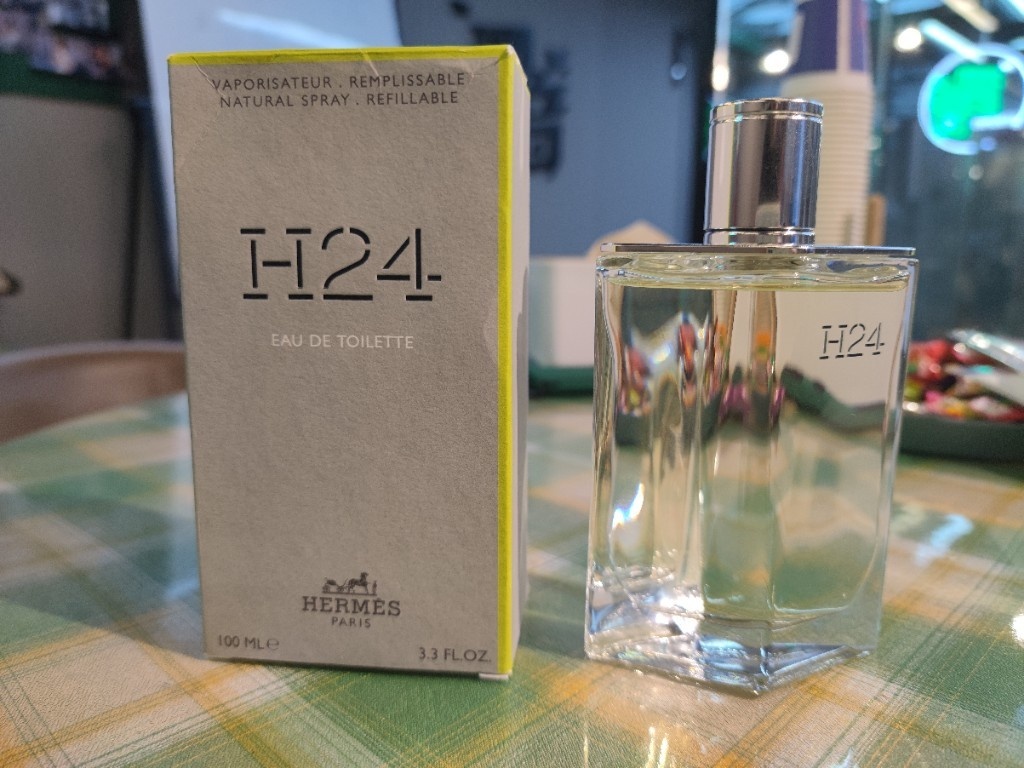 VAPORISATEUR . REMPLISSABLE
NATURAL SPRAY . REFILLABLE
H24
EAU DE TOILETTE
HERMÈS
PARIS
100 ML ℮
3.3 FL.OZ.
H24